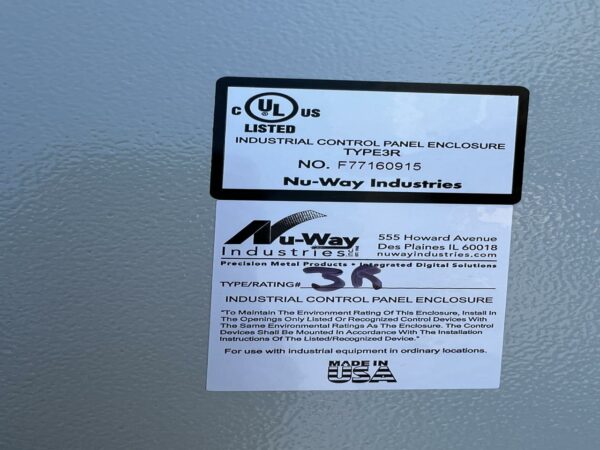 C UL US
LISTED
INDUSTRIAL CONTROL PANEL ENCLOSURE
TYPE3R
NO. F77160915
Nu-Way Industries
Nu-Way
Industries
555 Howard Avenue
Des Plaines IL 60018
nuwayindustries.com
Precision Metal Products • Integrated Digital Solutions
TYPE/RATING# 3R
INDUSTRIAL CONTROL PANEL ENCLOSURE
"To Maintain The Environment Rating Of This Enclosure, Install In
The Openings Only Listed Or Recognized Control Devices With
The Same Environmental Ratings As The Enclosure. The Control
Devices Shall Be Mounted In Accordance With The Installation
Instructions Of The Listed/Recognized Device."
For use with industrial equipment in ordinary locations.
MADE IN
USA